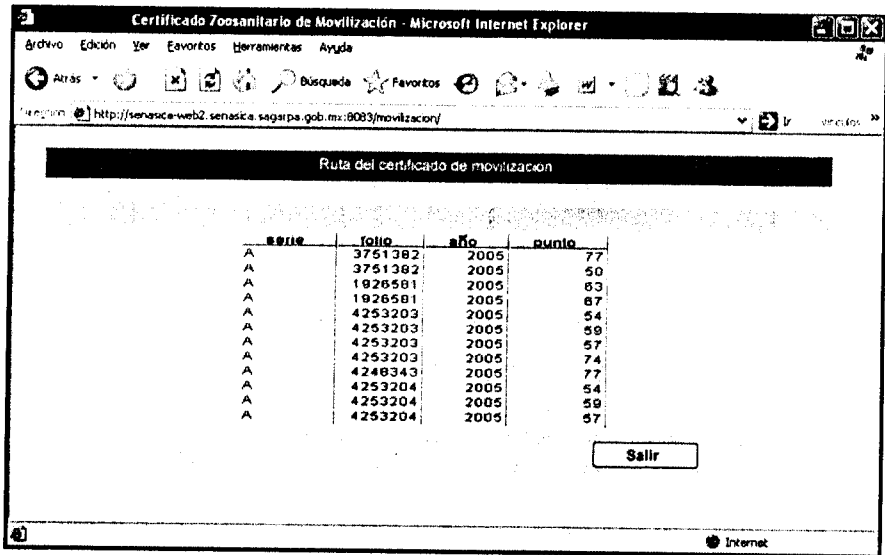 Certificado Zoosanitario de Movilización - Microsoft Internet Explorer
Archivo Edición Ver Favoritos Herramientas Ayuda
Atrás Búsqueda Favoritos
http://senasica-web2.senasica.sagarpa.gob.mx:8083/movilizacion/ Ir
Ruta del certificado de movilización
serie folio año punto
A 3751382 2005 77
A 3751382 2005 50
A 1926581 2005 63
A 1926581 2005 67
A 4253203 2005 54
A 4253203 2005 59
A 4253203 2005 57
A 4253203 2005 74
A 4248343 2005 77
A 4253204 2005 54
A 4253204 2005 59
A 4253204 2005 57
Salir
Internet